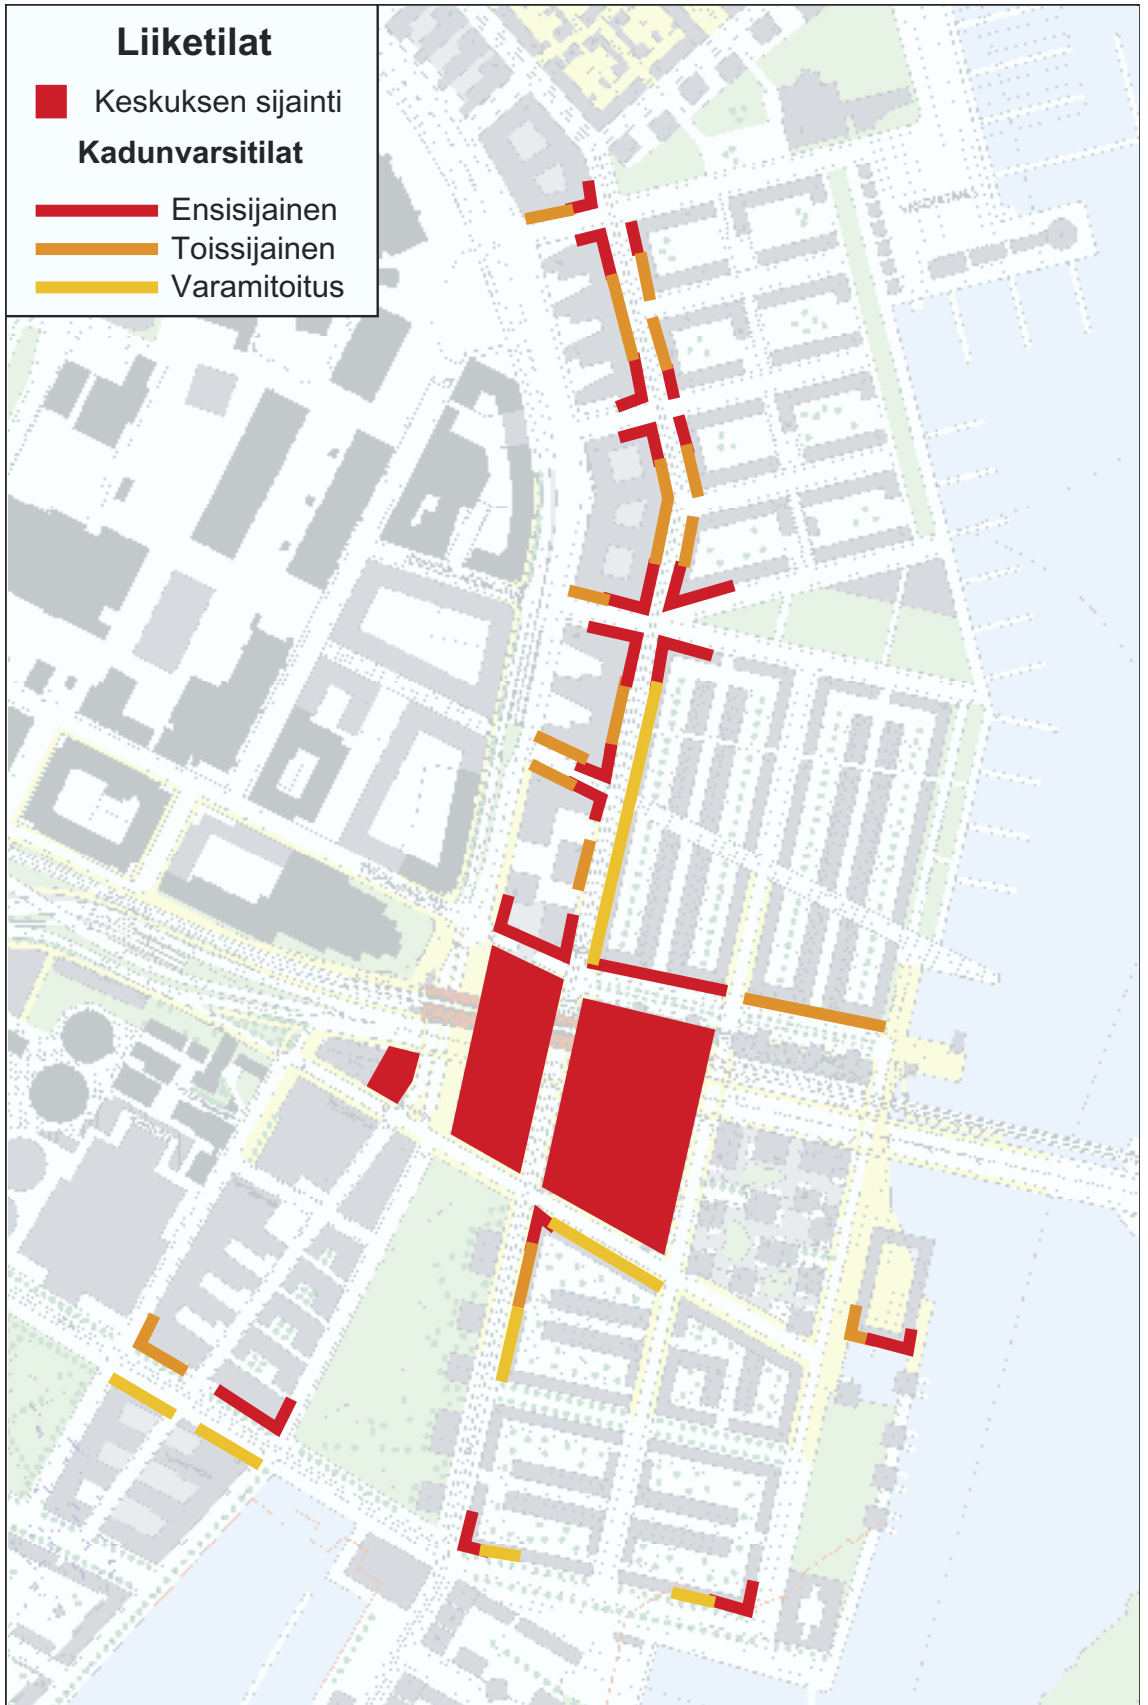 Liiketilat
Keskuksen sijainti
Kadunvarsitilat
Ensisijainen
Toissijainen
Varamitoitus